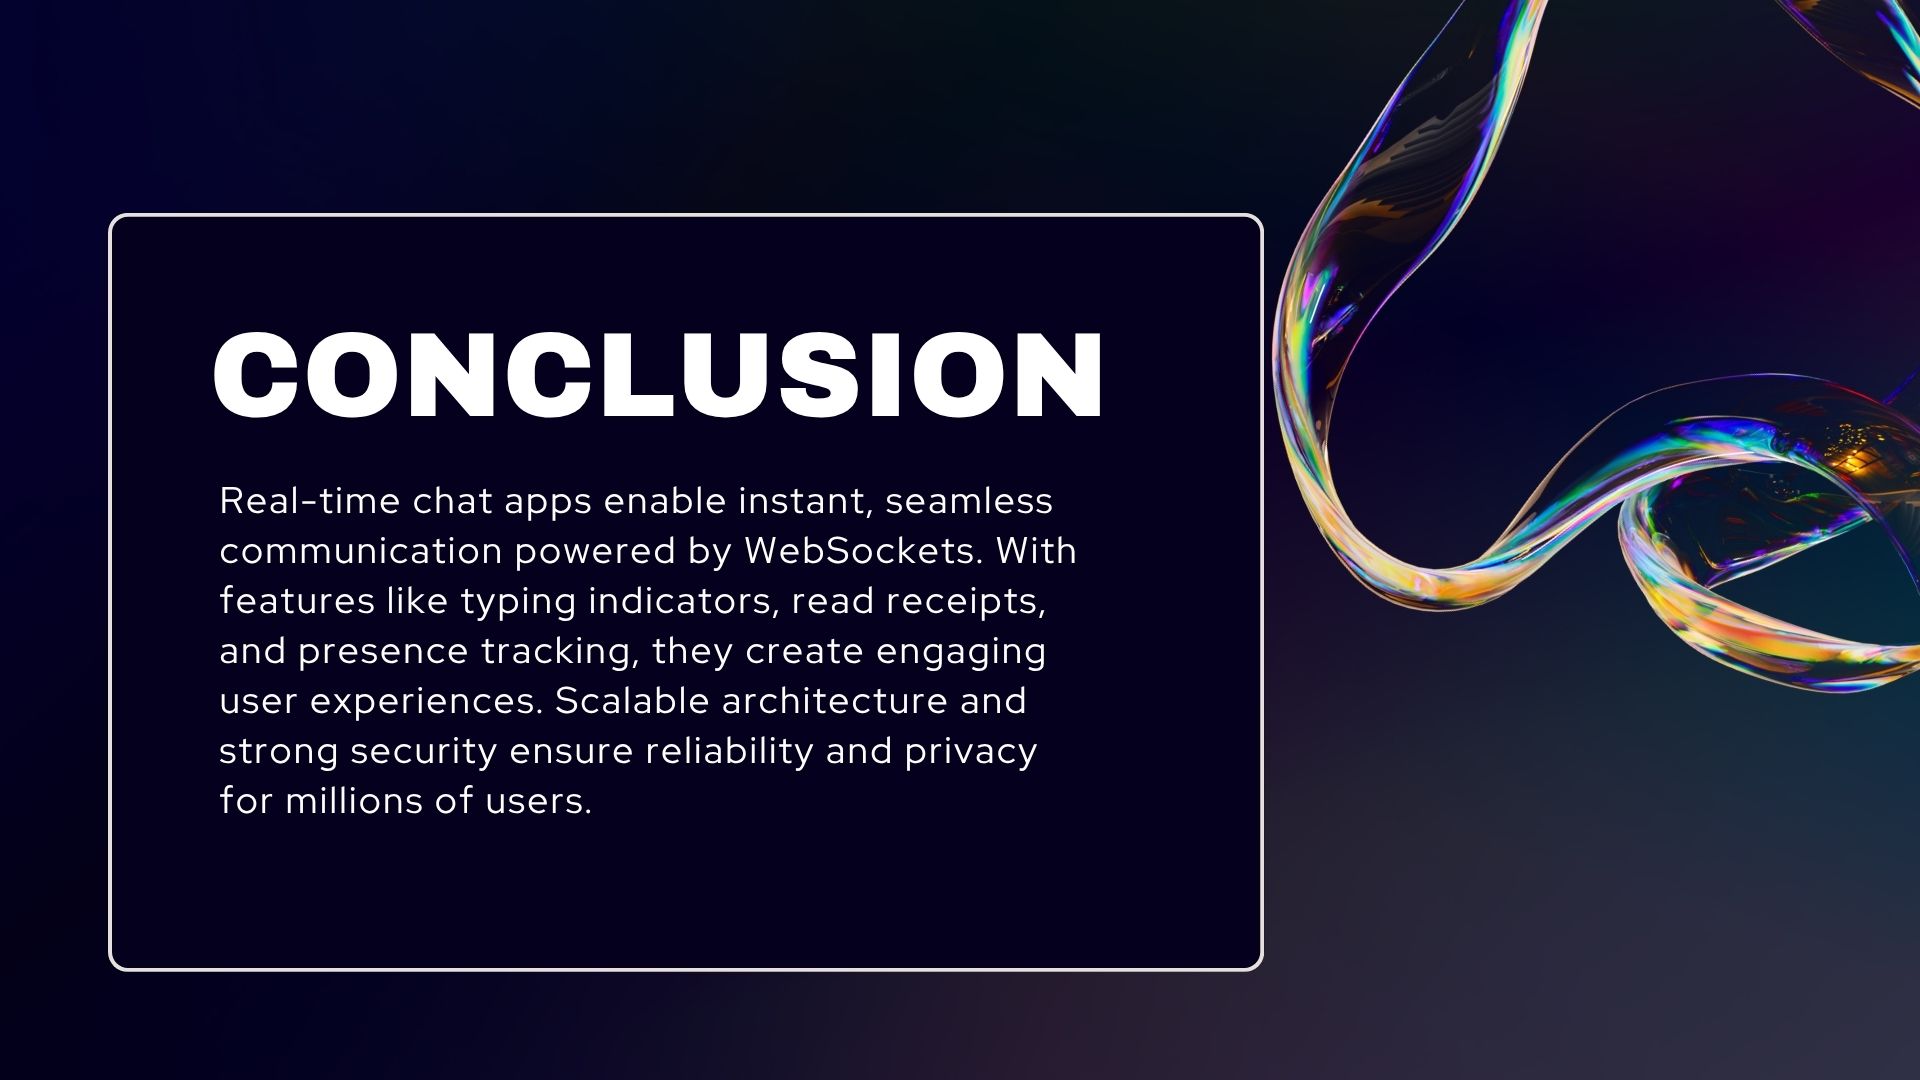 CONCLUSION
Real-time chat apps enable instant, seamless
communication powered by WebSockets. With
features like typing indicators, read receipts,
and presence tracking, they create engaging
user experiences. Scalable architecture and
strong security ensure reliability and privacy
for millions of users.